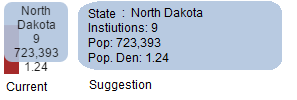 North
Dakota
9
723,393
1.24
Current
State : North Dakota
Instiutions: 9
Pop: 723,393
Pop. Den: 1.24
Suggestion